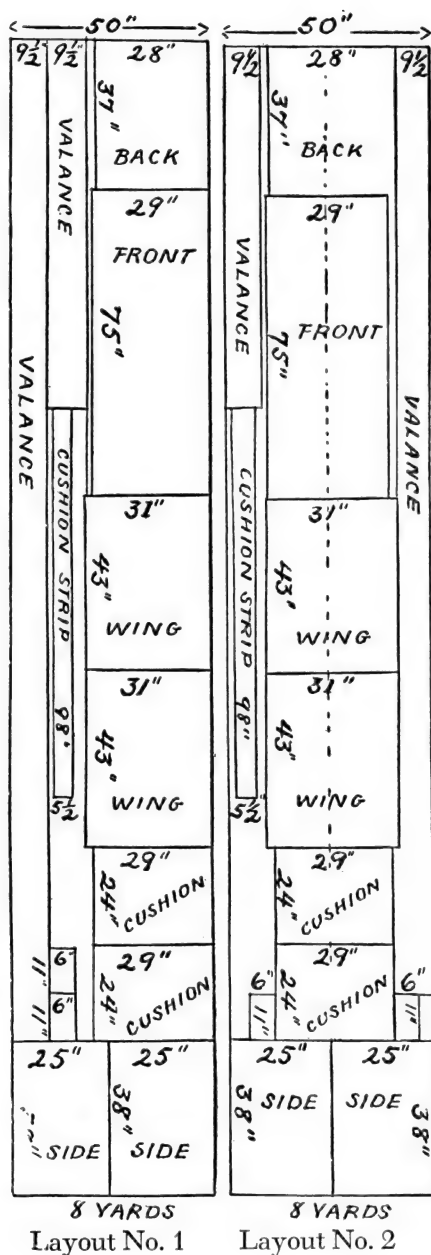 50"
9½" 9½" 28"
37"
BACK
VALANCE
29"
FRONT
75"
VALANCE
31"
43"
WING
CUSHION STRIP 98"
31"
43"
WING
5½
29"
24"
CUSHION
6"
11"
29"
24"
CUSHION
6"
11"
25" 25"
38"
SIDE SIDE
8 YARDS
Layout No. 1
50"
9½ 28" 9½
37"
BACK
VALANCE
29"
FRONT
75"
VALANCE
31"
43"
WING
CUSHION STRIP 98"
31"
43"
WING
5½"
29"
24"
CUSHION
29"
24"
CUSHION
6" 6"
11" 11"
25" 25"
38" SIDE SIDE 38"
8 YARDS
Layout No. 2